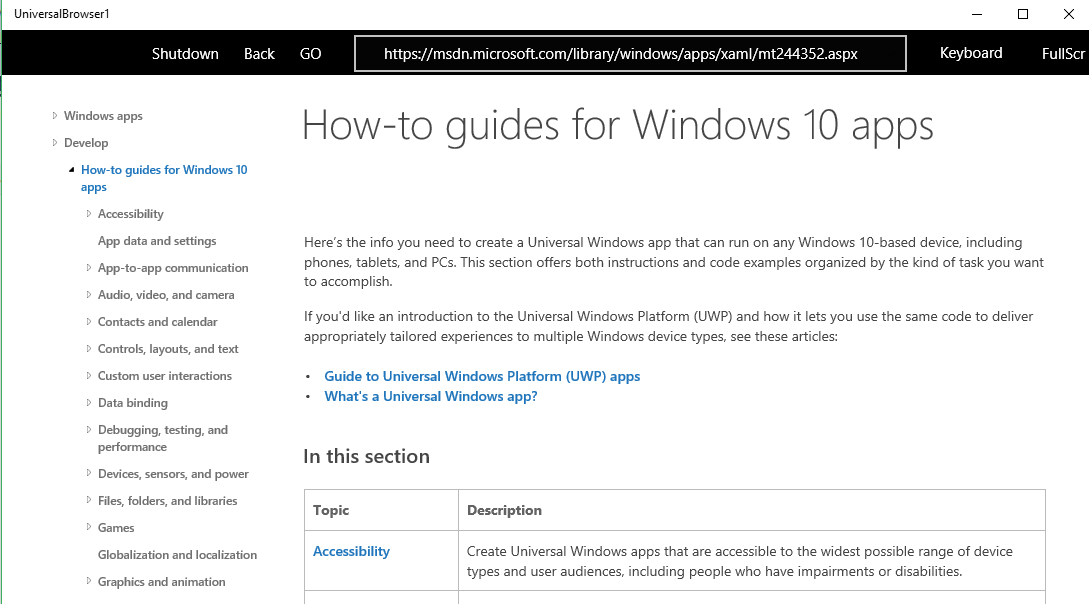 UniversalBrowser1
Shutdown Back GO https://msdn.microsoft.com/library/windows/apps/xaml/mt244352.aspx Keyboard FullScr
Windows apps
Develop
How-to guides for Windows 10
apps
Accessibility
App data and settings
App-to-app communication
Audio, video, and camera
Contacts and calendar
Controls, layouts, and text
Custom user interactions
Data binding
Debugging, testing, and
performance
Devices, sensors, and power
Files, folders, and libraries
Games
Globalization and localization
Graphics and animation
How-to guides for Windows 10 apps
Here's the info you need to create a Universal Windows app that can run on any Windows 10-based device, including
phones, tablets, and PCs. This section offers both instructions and code examples organized by the kind of task you want
to accomplish.
If you'd like an introduction to the Universal Windows Platform (UWP) and how it lets you use the same code to deliver
appropriately tailored experiences to multiple Windows device types, see these articles:
• Guide to Universal Windows Platform (UWP) apps
• What's a Universal Windows app?
In this section
Topic Description
Accessibility Create Universal Windows apps that are accessible to the widest possible range of device
types and user audiences, including people who have impairments or disabilities.